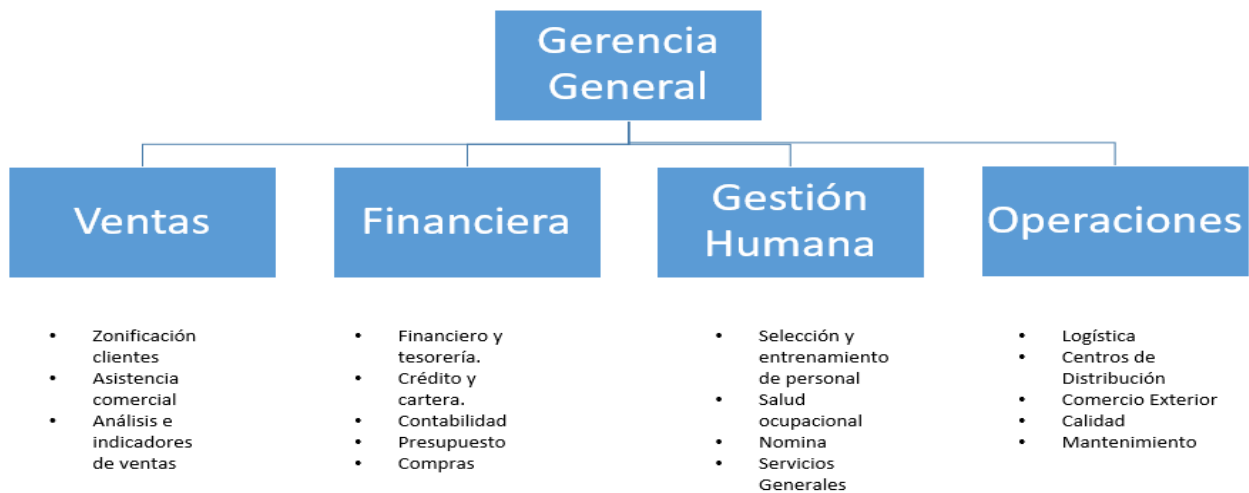 Gerencia
General
Ventas
Financiera
Gestión
Humana
Operaciones
• Zonificación
clientes
• Asistencia
comercial
• Análisis e
indicadores
de ventas
• Financiero y
tesorería.
• Crédito y
cartera.
• Contabilidad
• Presupuesto
• Compras
• Selección y
entrenamiento
de personal
• Salud
ocupacional
• Nomina
• Servicios
Generales
• Logística
• Centros de
Distribución
• Comercio Exterior
• Calidad
• Mantenimiento